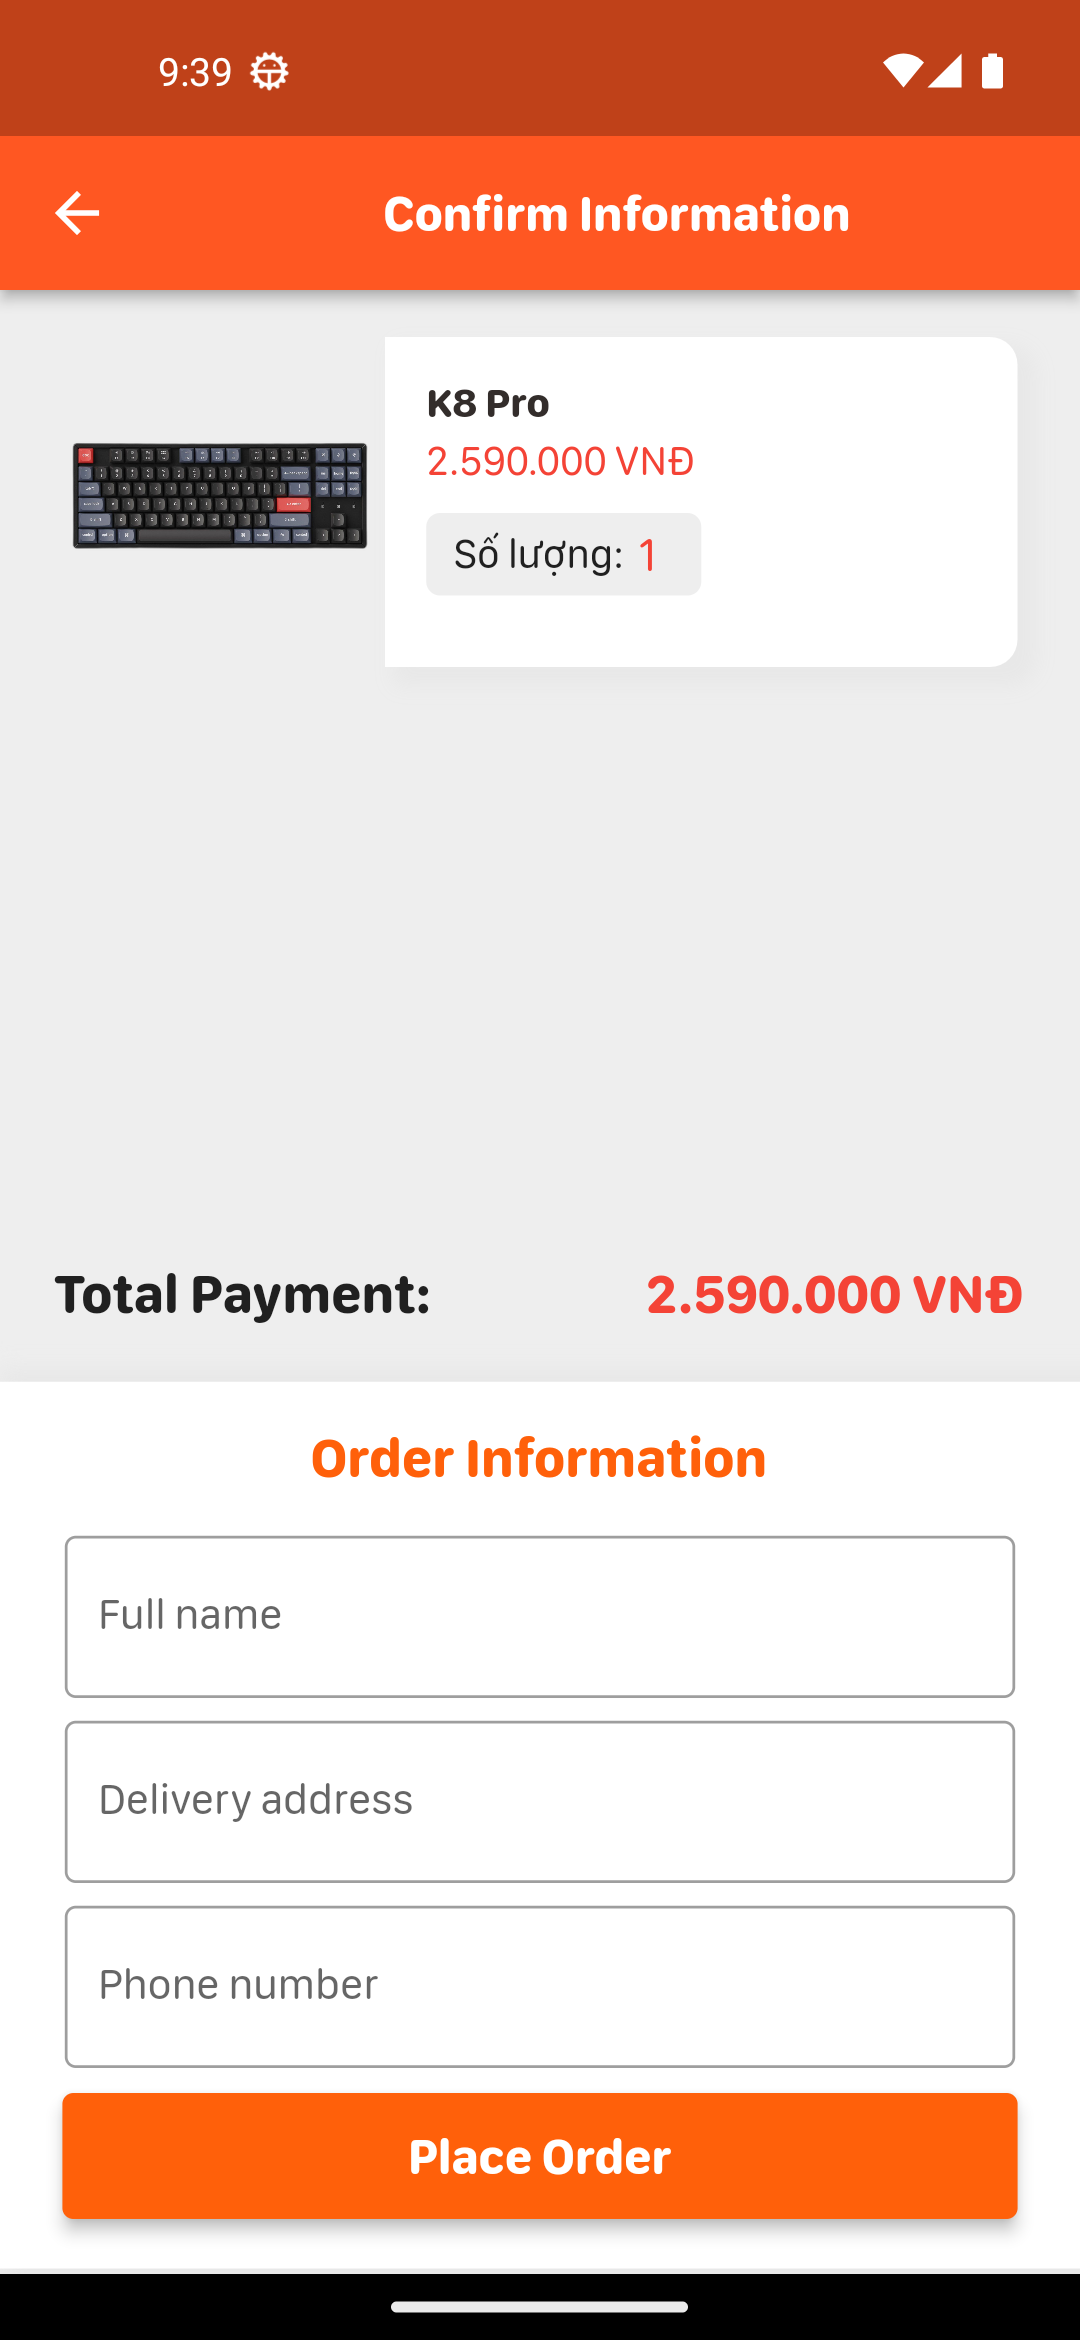 9:39
Confirm Information
K8 Pro
2.590.000 VNĐ
Số lượng: 1
Total Payment: 2.590.000 VNĐ
Order Information
Full name
Delivery address
Phone number
Place Order